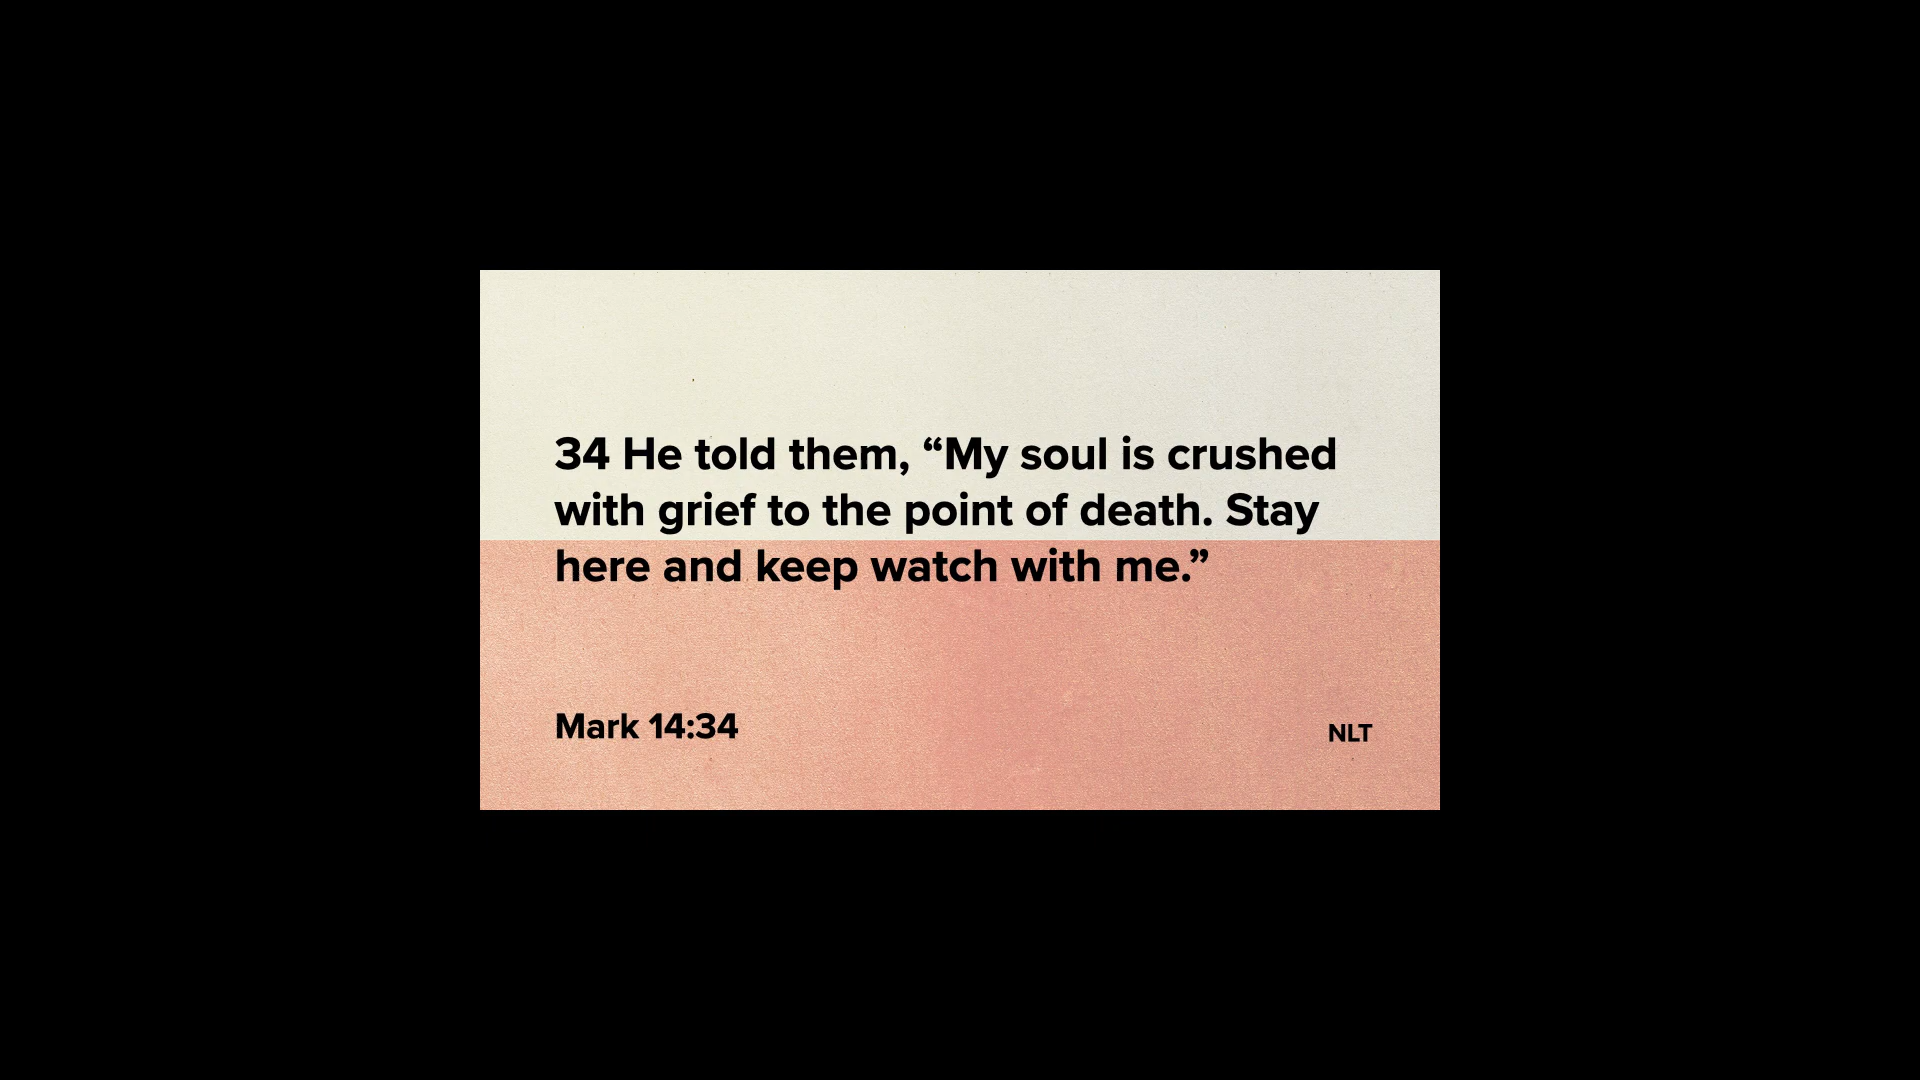 34 He told them, “My soul is crushed
with grief to the point of death. Stay
here and keep watch with me.”
Mark 14:34
NLT